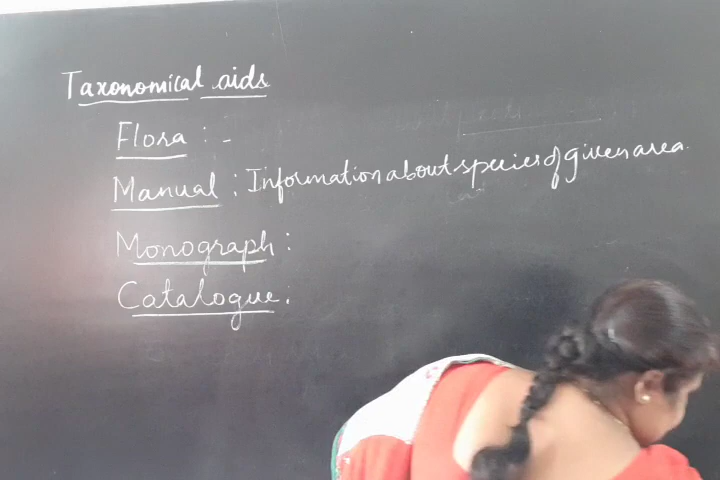 Taxonomical aids
Flora : -
Manual : Information about species of given area.
Monograph :
Catalogue :